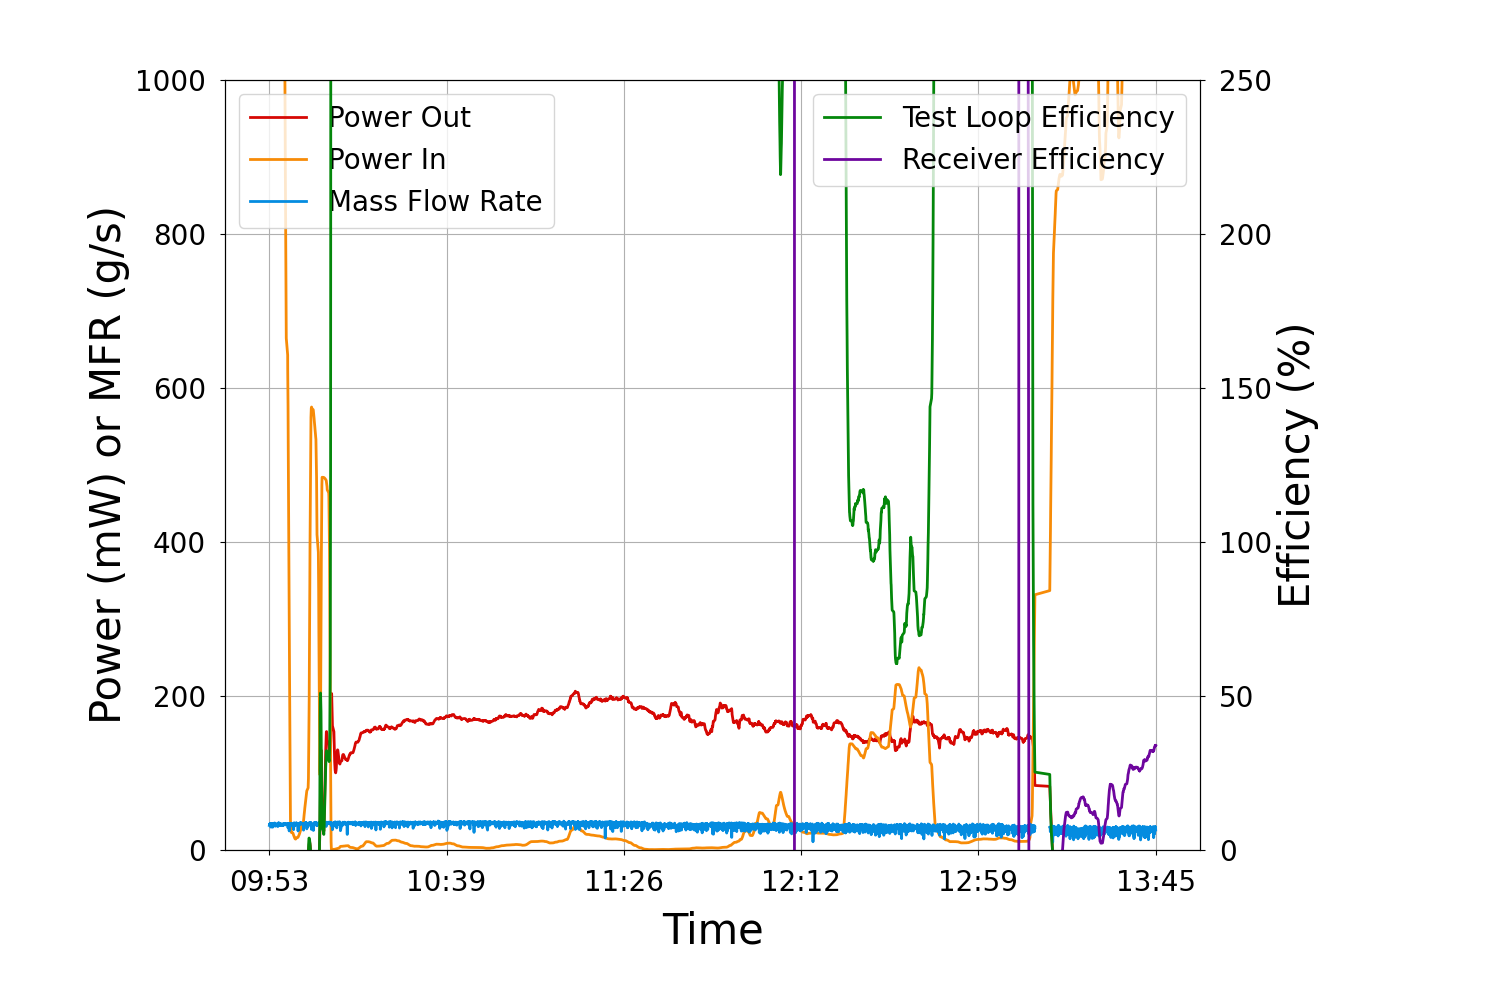 1000
800
600
400
200
0
Power (mW) or MFR (g/s)
Power Out
Power In
Mass Flow Rate
Test Loop Efficiency
Receiver Efficiency
250
200
150
100
50
0
Efficiency (%)
09:53 10:39 11:26 12:12 12:59 13:45
Time